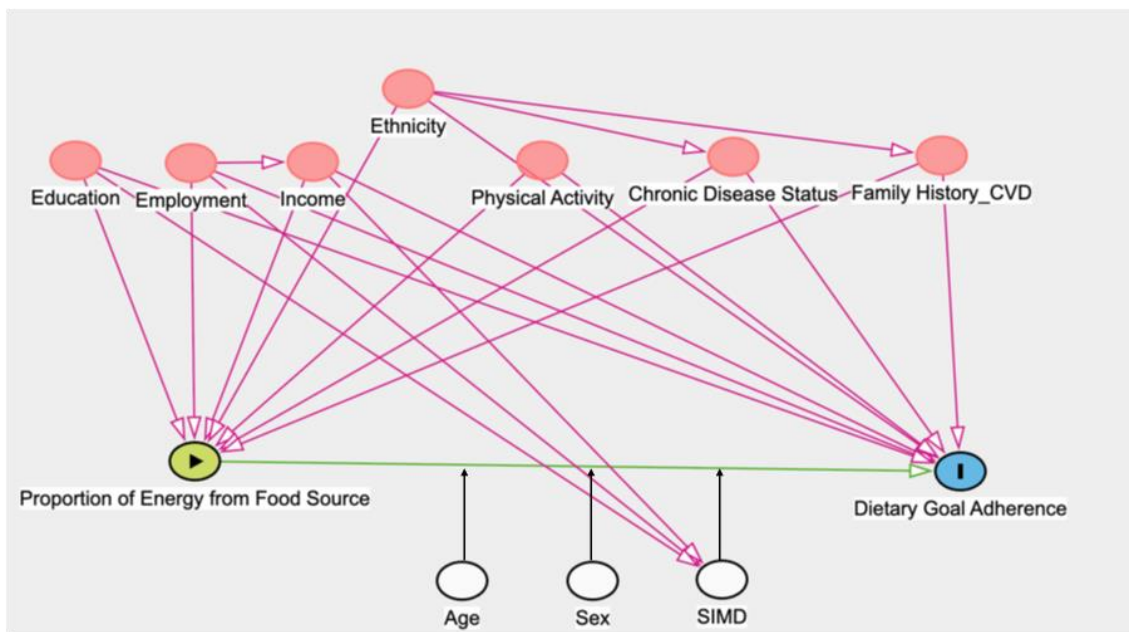 Ethnicity
Education
Employment
Income
Physical Activity
Chronic Disease Status
Family History_CVD
Proportion of Energy from Food Source
Dietary Goal Adherence
Age
Sex
SIMD